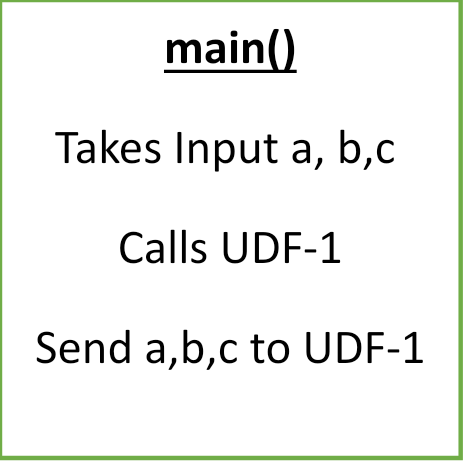 main()
Takes Input a, b,c
Calls UDF-1
Send a,b,c to UDF-1